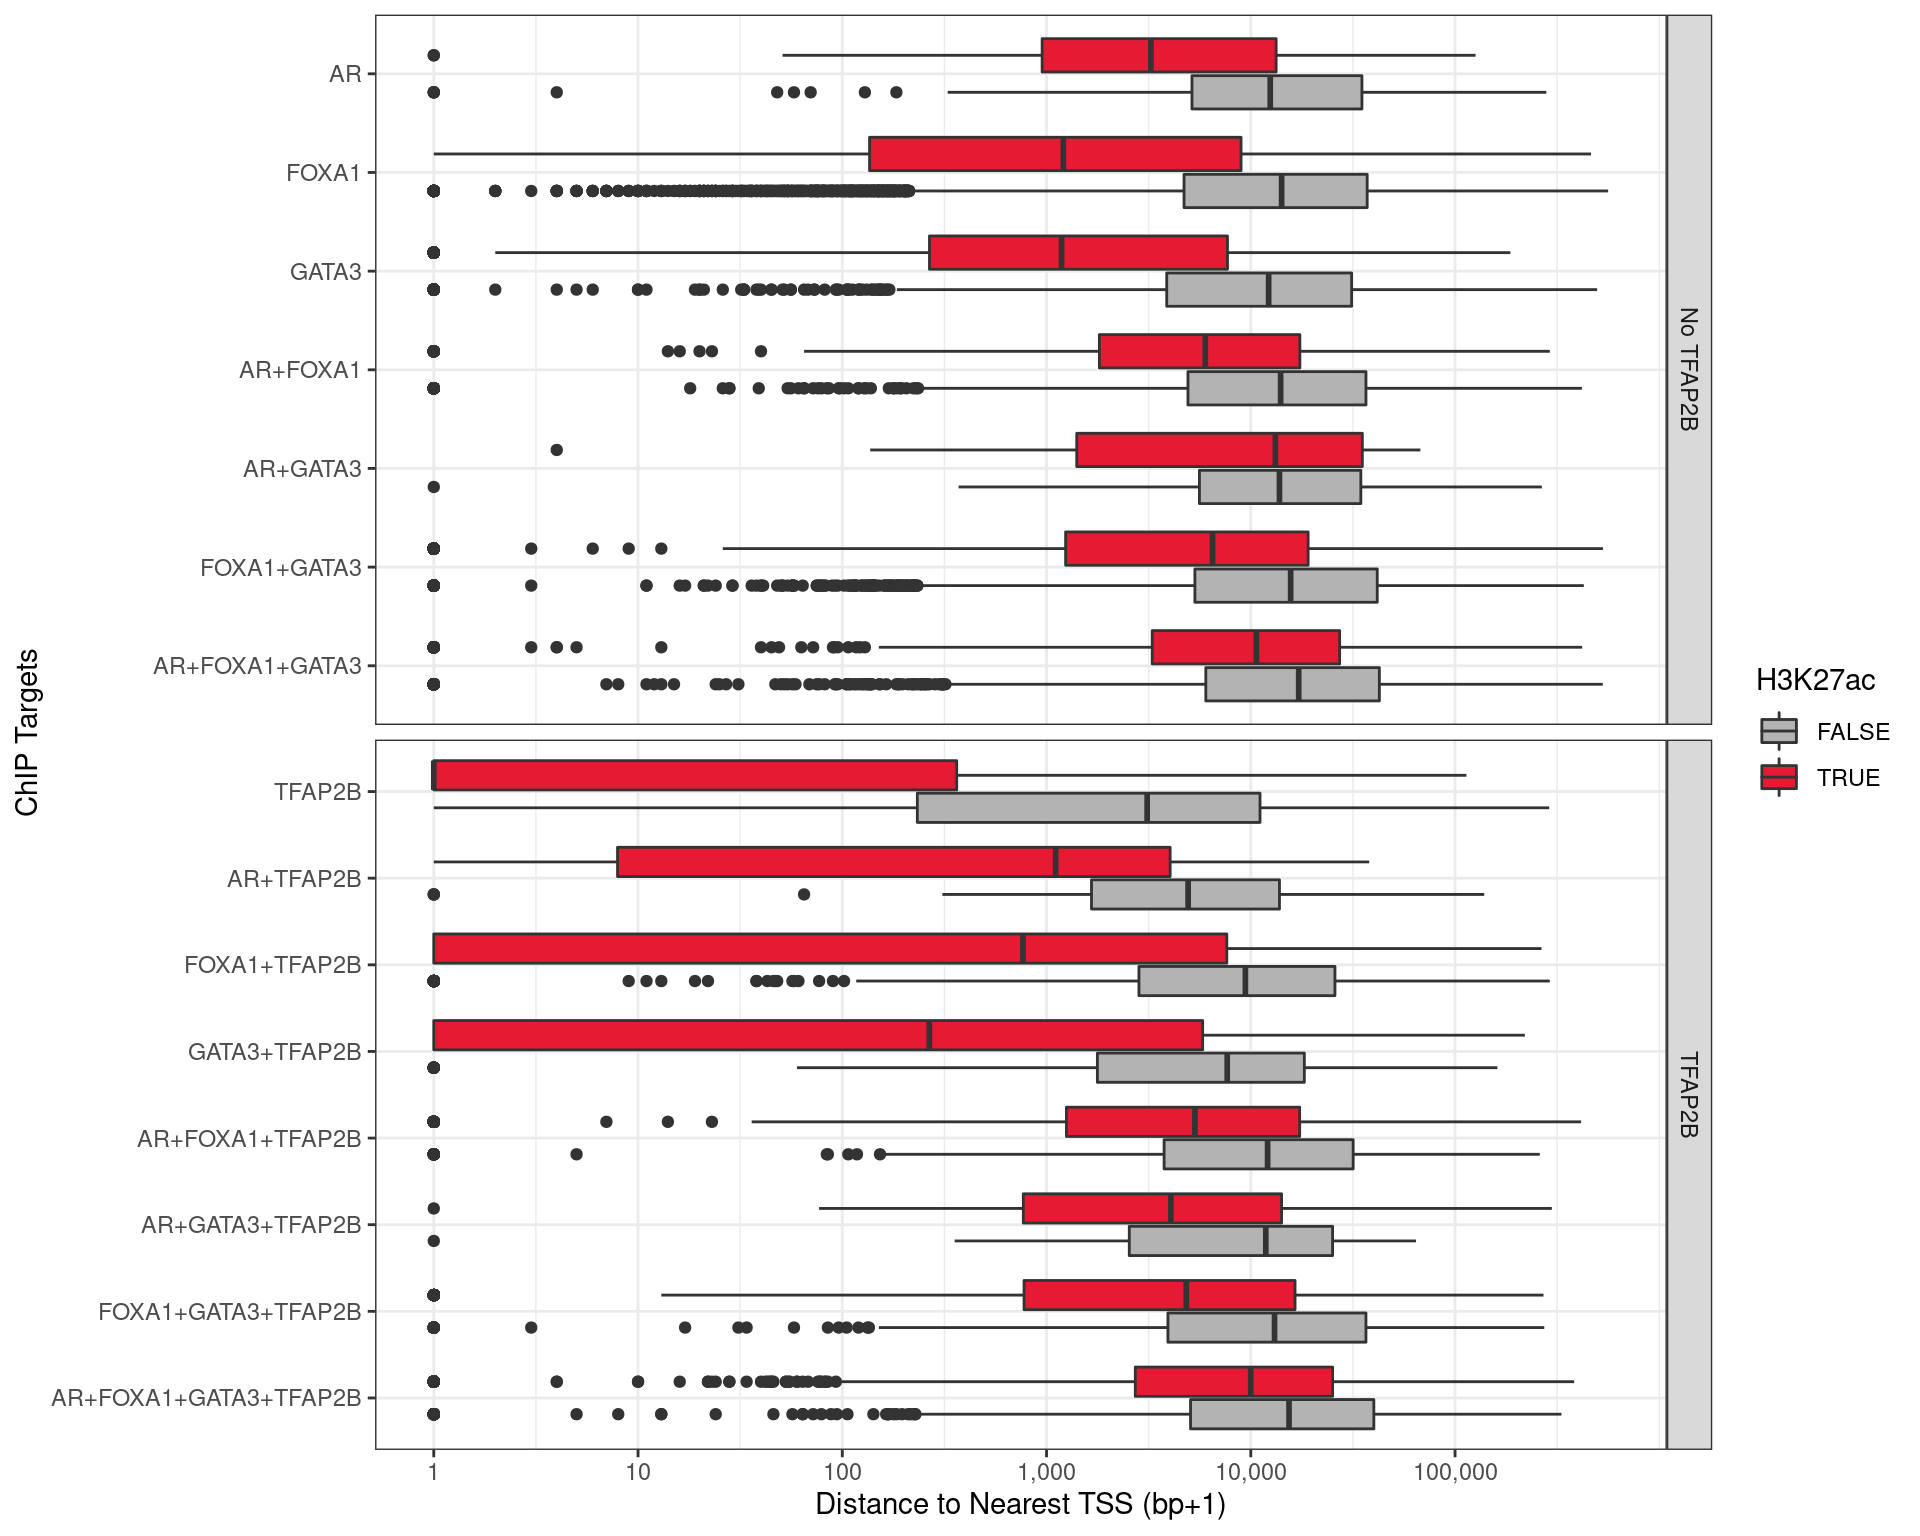 AR
FOXA1
GATA3
AR+FOXA1
AR+GATA3
FOXA1+GATA3
AR+FOXA1+GATA3
No TFAP2B
TFAP2B
AR+TFAP2B
FOXA1+TFAP2B
GATA3+TFAP2B
AR+FOXA1+TFAP2B
AR+GATA3+TFAP2B
FOXA1+GATA3+TFAP2B
AR+FOXA1+GATA3+TFAP2B
TFAP2B
1
10
100
1,000
10,000
100,000
Distance to Nearest TSS (bp+1)
ChIP Targets
H3K27ac
FALSE
TRUE